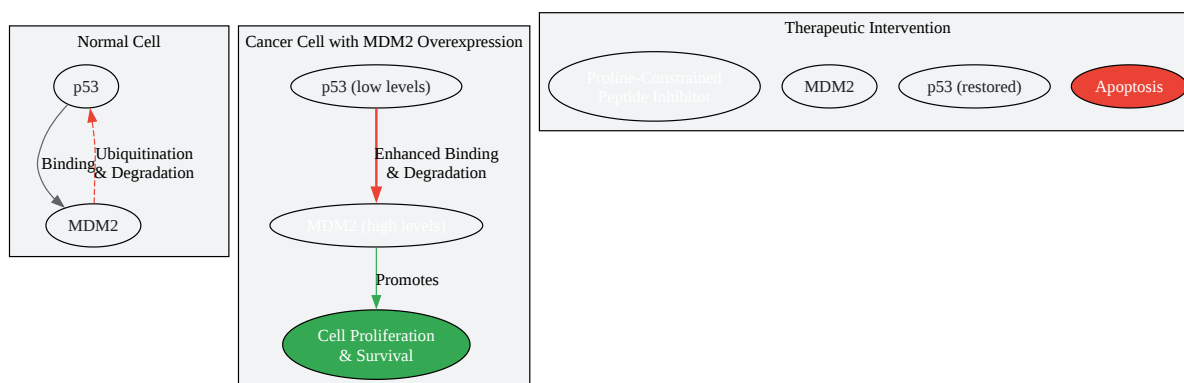 Normal Cell
p53
Binding
Ubiquitination
& Degradation
MDM2
Cancer Cell with MDM2 Overexpression
p53 (low levels)
Enhanced Binding
& Degradation
MDM2 (high levels)
Promotes
Cell Proliferation
& Survival
Therapeutic Intervention
Proline-Constrained
Peptide Inhibitor
MDM2
p53 (restored)
Apoptosis